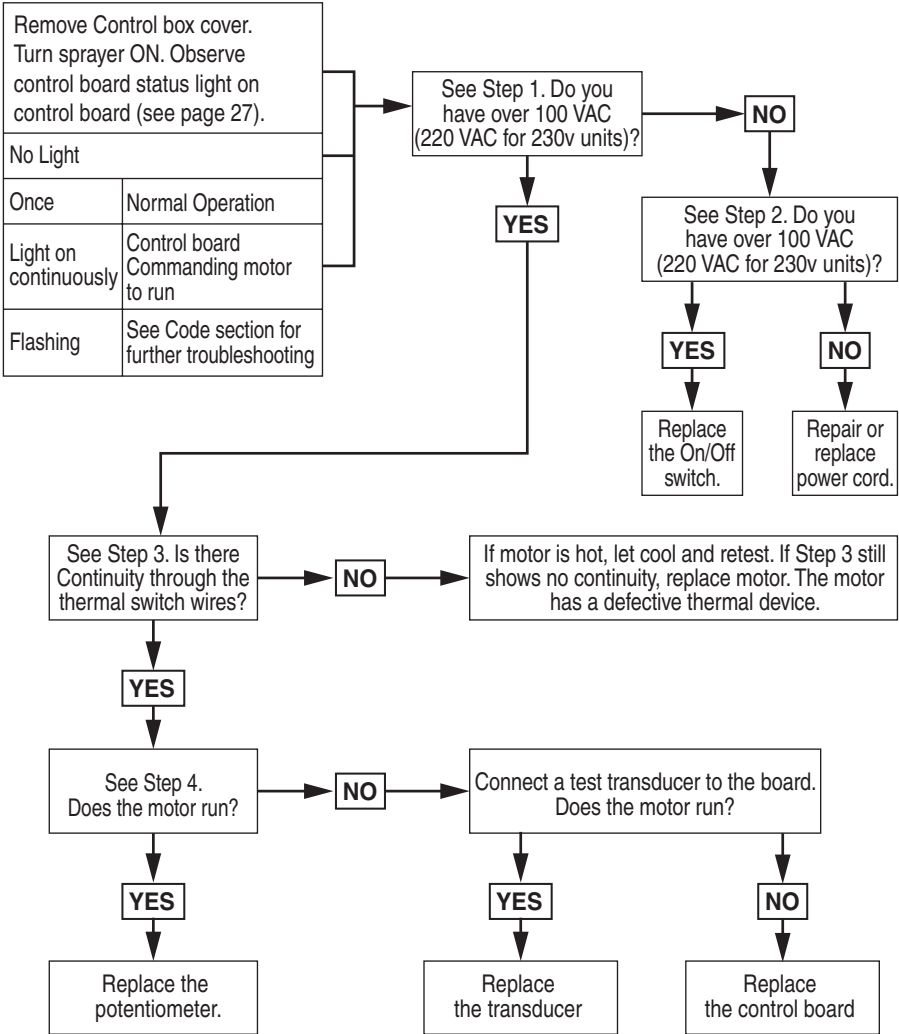 Remove Control box cover.
Turn sprayer ON. Observe
control board status light on
control board (see page 27).
No Light
Once
Normal Operation
Light on
continuously
Control board
Commanding motor
to run
Flashing
See Code section for
further troubleshooting
See Step 1. Do you
have over 100 VAC
(220 VAC for 230v units)?
NO
YES
See Step 2. Do you
have over 100 VAC
(220 VAC for 230v units)?
YES
NO
Replace
the On/Off
switch.
Repair or
replace
power cord.
See Step 3. Is there
Continuity through the
thermal switch wires?
NO
If motor is hot, let cool and retest. If Step 3 still
shows no continuity, replace motor. The motor
has a defective thermal device.
YES
See Step 4.
Does the motor run?
NO
Connect a test transducer to the board.
Does the motor run?
YES
YES
NO
Replace the
potentiometer.
Replace
the transducer
Replace
the control board